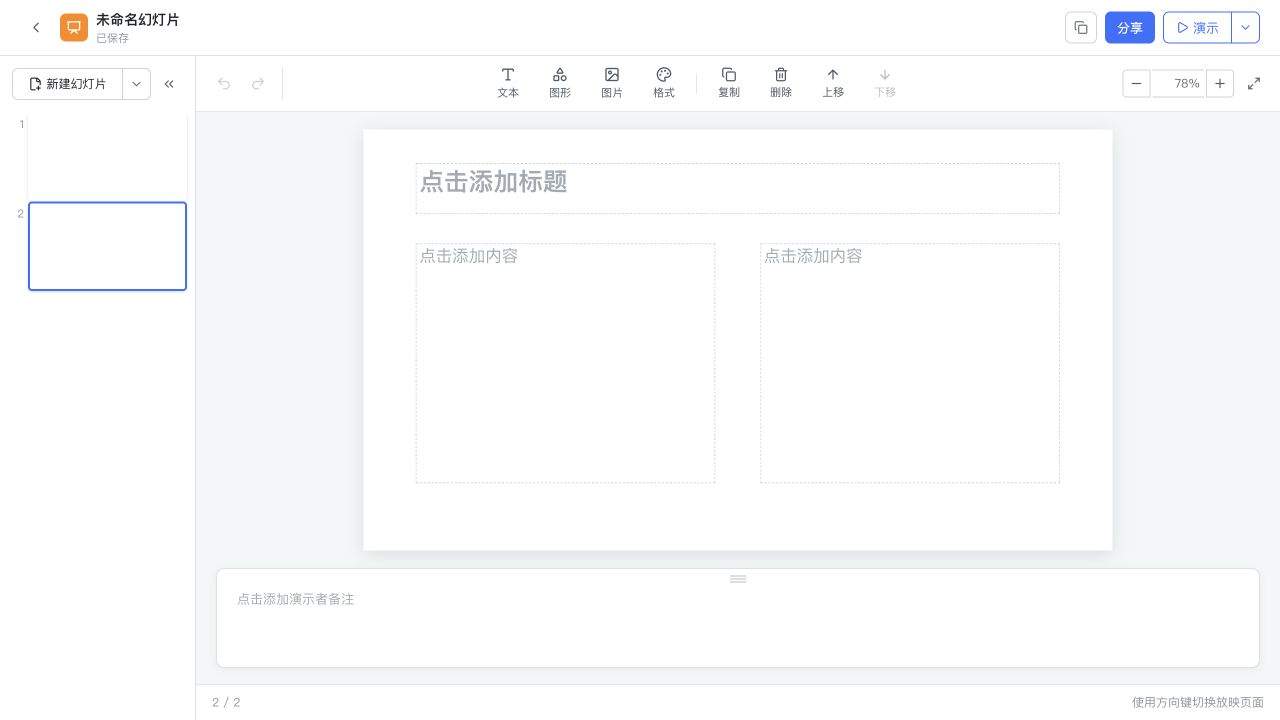 未命名幻灯片
已保存
分享
演示
新建幻灯片
文本
图形
图片
格式
复制
删除
上移
下移
78%
1
2
点击添加标题
点击添加内容
点击添加内容
点击添加演示者备注
2 / 2
使用方向键切换放映页面